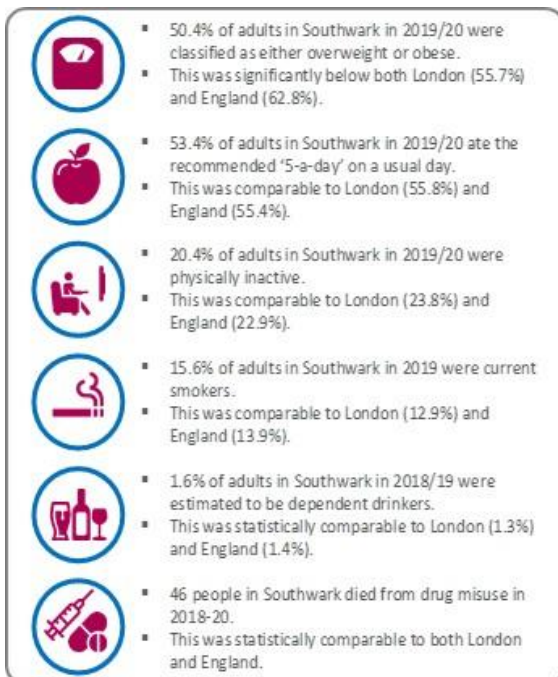 ▪ 50.4% of adults in Southwark in 2019/20 were
classified as either overweight or obese.
▪ This was significantly below both London (55.7%)
and England (62.8%).
▪ 53.4% of adults in Southwark in 2019/20 ate the
recommended ‘5-a-day’ on a usual day.
▪ This was comparable to London (55.8%) and
England (55.4%).
▪ 20.4% of adults in Southwark in 2019/20 were
physically inactive.
▪ This was comparable to London (23.8%) and
England (22.9%).
▪ 15.6% of adults in Southwark in 2019 were current
smokers.
▪ This was comparable to London (12.9%) and
England (13.9%).
▪ 1.6% of adults in Southwark in 2018/19 were
estimated to be dependent drinkers.
▪ This was statistically comparable to London (1.3%)
and England (1.4%).
▪ 46 people in Southwark died from drug misuse in
2018-20.
▪ This was statistically comparable to both London
and England.